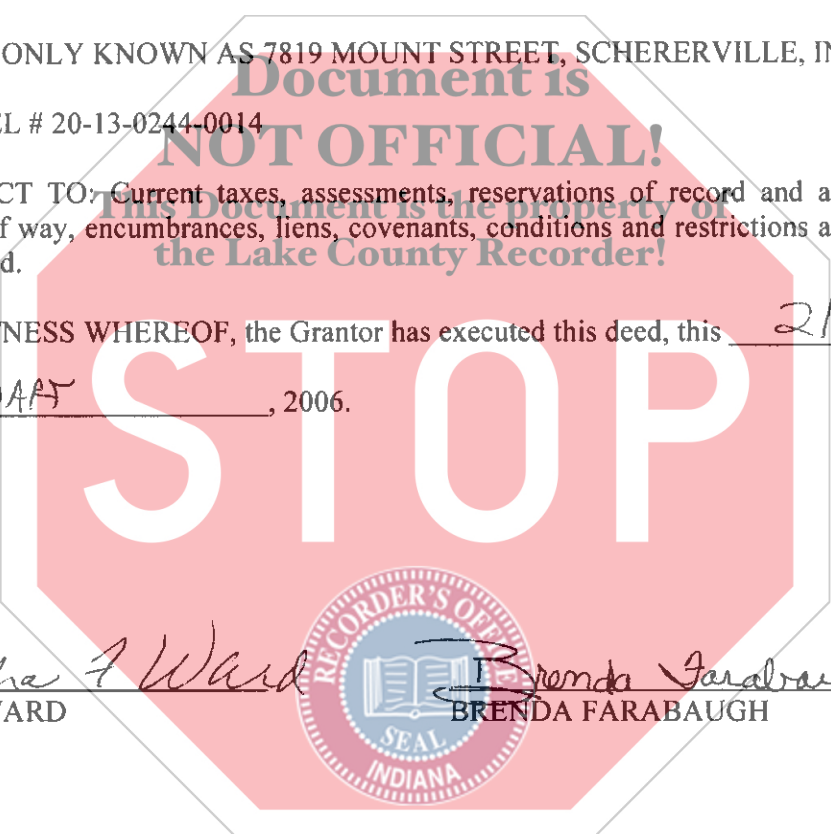 ONLY KNOWN AS 7819 MOUNT STREET, SCHERERVILLE, IN
Document is
EL # 20-13-0244-0014
NOT OFFICIAL!
CT TO: Current taxes, assessments, reservations of record and a
This Document is the property of
f way, encumbrances, liens, covenants, conditions and restrictions a
the Lake County Recorder!
d.
NESS WHEREOF, the Grantor has executed this deed, this 21
, 2006.
STOP
RECORDER'S OFFICE
F Ward
Brenda Farabau
WARD
BRENDA FARABAUGH
SEAL
INDIANA